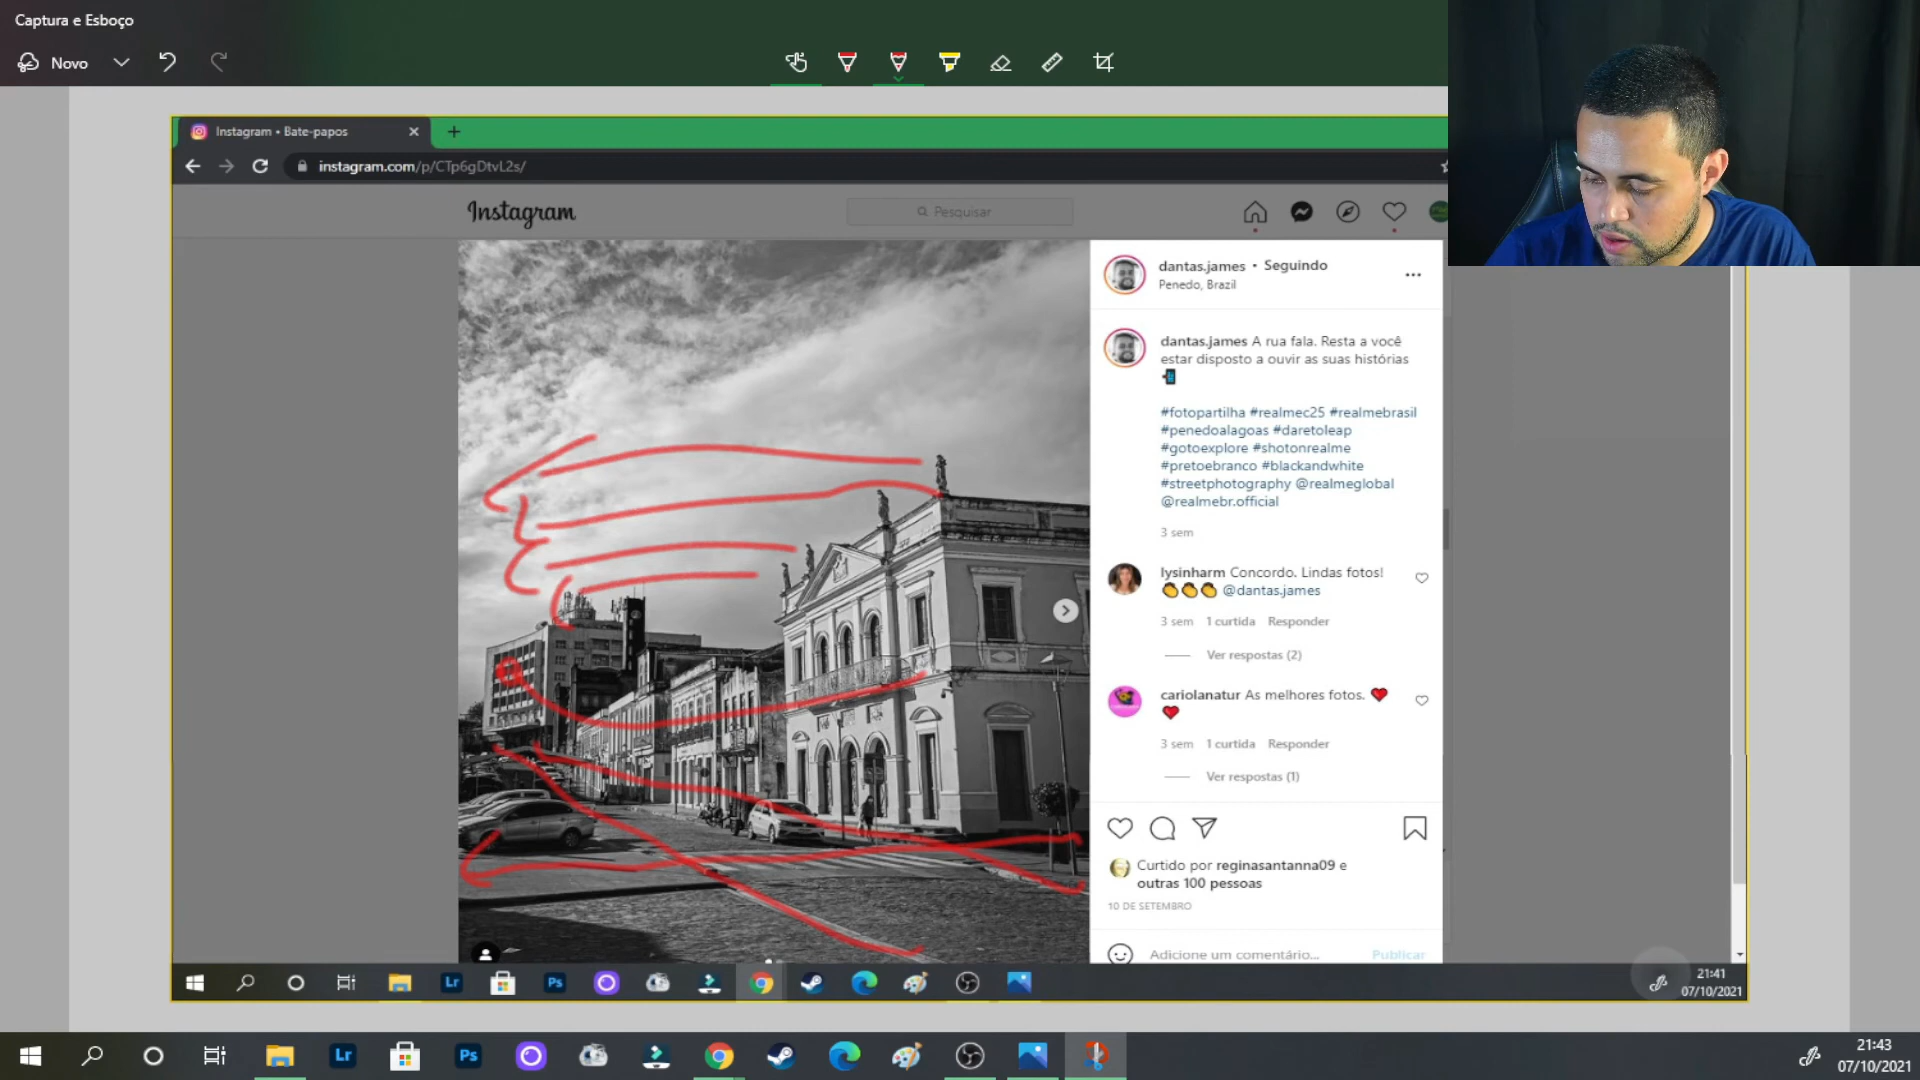 Captura e Esboço
Novo
Instagram • Bate-papos
instagram.com/p/CTp6gDtvL2s/
Instagram
Pesquisar
dantas.james • Seguindo
Penedo, Brazil
dantas.james A rua fala. Resta a você
estar disposto a ouvir as suas histórias
#fotopartilha #realmec25 #realmebrasil
#penedoalagoas #daretoleap
#gotoexplore #shotonrealme
#pretoebranco #blackandwhite
#streetphotography @realmeglobal
@realmebr.official
3 sem
lysinharm Concordo. Lindas fotos!
@dantas.james
3 sem 1 curtida Responder
Ver respostas (2)
cariolanatur As melhores fotos.
3 sem 1 curtida Responder
Ver respostas (1)
Curtido por reginasantanna09 e
outras 100 pessoas
10 DE SETEMBRO
Adicione um comentário... Publicar
Lr
Ps
21:41
07/10/2021
Lr
Ps
21:43
07/10/2021